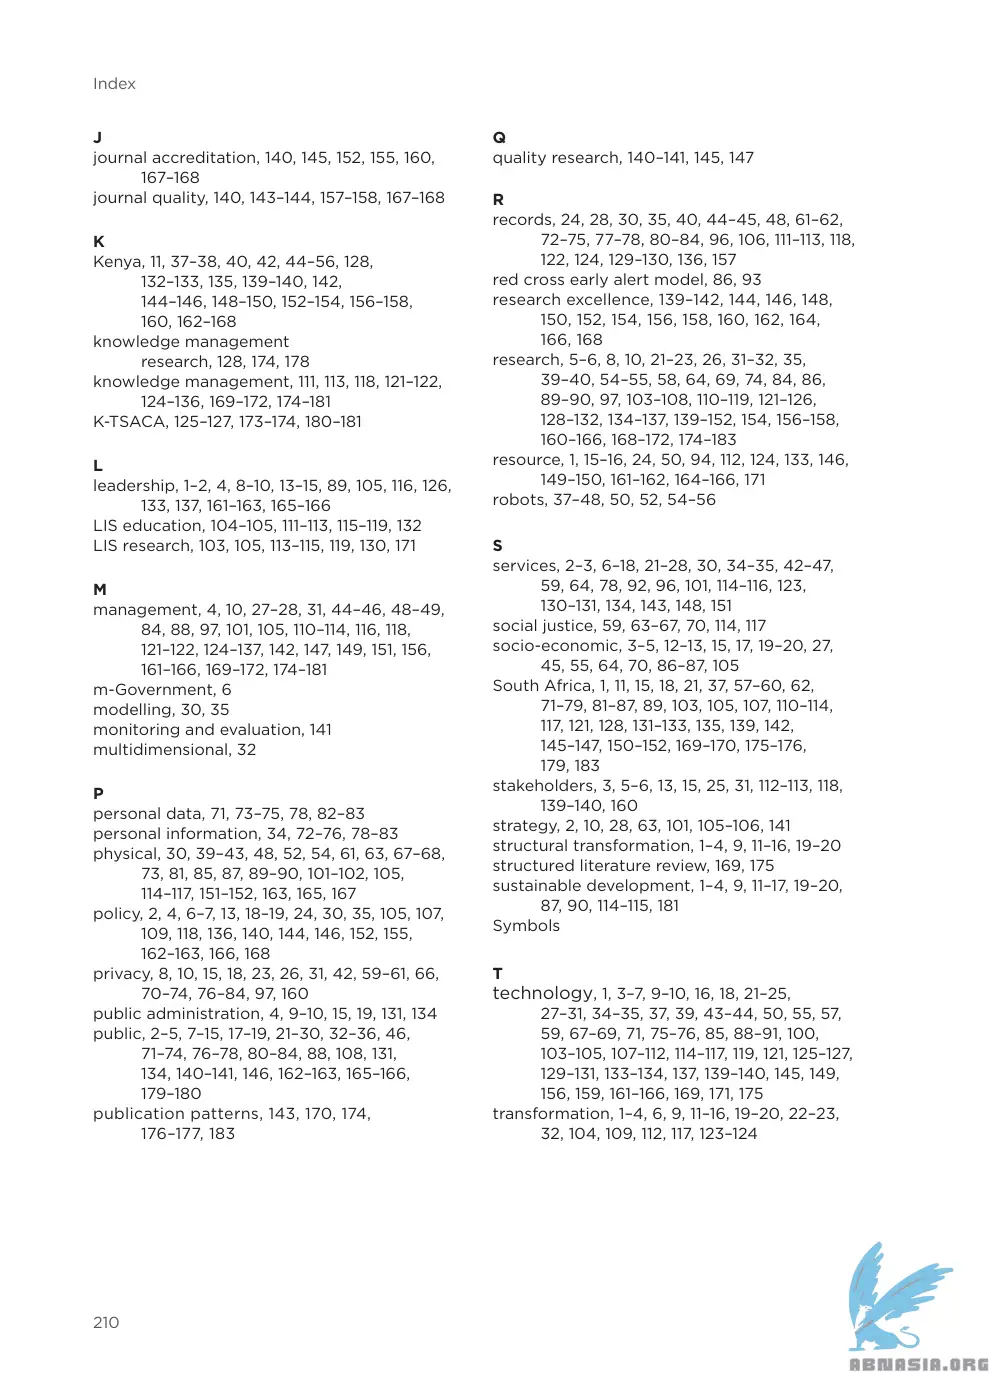 Index
J
journal accreditation, 140, 145, 152, 155, 160,
167–168
journal quality, 140, 143–144, 157–158, 167–168
K
Kenya, 11, 37–38, 40, 42, 44–56, 128,
132–133, 135, 139–140, 142,
144–146, 148–150, 152–154, 156–158,
160, 162–168
knowledge management
research, 128, 174, 178
knowledge management, 111, 113, 118, 121–122,
124–136, 169–172, 174–181
K-TSACA, 125–127, 173–174, 180–181
L
leadership, 1–2, 4, 8–10, 13–15, 89, 105, 116, 126,
133, 137, 161–163, 165–166
LIS education, 104–105, 111–113, 115–119, 132
LIS research, 103, 105, 113–115, 119, 130, 171
M
management, 4, 10, 27–28, 31, 44–46, 48–49,
84, 88, 97, 101, 105, 110–114, 116, 118,
121–122, 124–137, 142, 147, 149, 151, 156,
161–166, 169–172, 174–181
m-Government, 6
modelling, 30, 35
monitoring and evaluation, 141
multidimensional, 32
P
personal data, 71, 73–75, 78, 82–83
personal information, 34, 72–76, 78–83
physical, 30, 39–43, 48, 52, 54, 61, 63, 67–68,
73, 81, 85, 87, 89–90, 101–102, 105,
114–117, 151–152, 163, 165, 167
policy, 2, 4, 6–7, 13, 18–19, 24, 30, 35, 105, 107,
109, 118, 136, 140, 144, 146, 152, 155,
162–163, 166, 168
privacy, 8, 10, 15, 18, 23, 26, 31, 42, 59–61, 66,
70–74, 76–84, 97, 160
public administration, 4, 9–10, 15, 19, 131, 134
public, 2–5, 7–15, 17–19, 21–30, 32–36, 46,
71–74, 76–78, 80–84, 88, 108, 131,
134, 140–141, 146, 162–163, 165–166,
179–180
publication patterns, 143, 170, 174,
176–177, 183
Q
quality research, 140–141, 145, 147
R
records, 24, 28, 30, 35, 40, 44–45, 48, 61–62,
72–75, 77–78, 80–84, 96, 106, 111–113, 118,
122, 124, 129–130, 136, 157
red cross early alert model, 86, 93
research excellence, 139–142, 144, 146, 148,
150, 152, 154, 156, 158, 160, 162, 164,
166, 168
research, 5–6, 8, 10, 21–23, 26, 31–32, 35,
39–40, 54–55, 58, 64, 69, 74, 84, 86,
89–90, 97, 103–108, 110–119, 121–126,
128–132, 134–137, 139–152, 154, 156–158,
160–166, 168–172, 174–183
resource, 1, 15–16, 24, 50, 94, 112, 124, 133, 146,
149–150, 161–162, 164–166, 171
robots, 37–48, 50, 52, 54–56
S
services, 2–3, 6–18, 21–28, 30, 34–35, 42–47,
59, 64, 78, 92, 96, 101, 114–116, 123,
130–131, 134, 143, 148, 151
social justice, 59, 63–67, 70, 114, 117
socio-economic, 3–5, 12–13, 15, 17, 19–20, 27,
45, 55, 64, 70, 86–87, 105
South Africa, 1, 11, 15, 18, 21, 37, 57–60, 62,
71–79, 81–87, 89, 103, 105, 107, 110–114,
117, 121, 128, 131–133, 135, 139, 142,
145–147, 150–152, 169–170, 175–176,
179, 183
stakeholders, 3, 5–6, 13, 15, 25, 31, 112–113, 118,
139–140, 160
strategy, 2, 10, 28, 63, 101, 105–106, 141
structural transformation, 1–4, 9, 11–16, 19–20
structured literature review, 169, 175
sustainable development, 1–4, 9, 11–17, 19–20,
87, 90, 114–115, 181
Symbols
T
technology, 1, 3–7, 9–10, 16, 18, 21–25,
27–31, 34–35, 37, 39, 43–44, 50, 55, 57,
59, 67–69, 71, 75–76, 85, 88–91, 100,
103–105, 107–112, 114–117, 119, 121, 125–127,
129–131, 133–134, 137, 139–140, 145, 149,
156, 159, 161–166, 169, 171, 175
transformation, 1–4, 6, 9, 11–16, 19–20, 22–23,
32, 104, 109, 112, 117, 123–124
210
ABNASIA.ORG